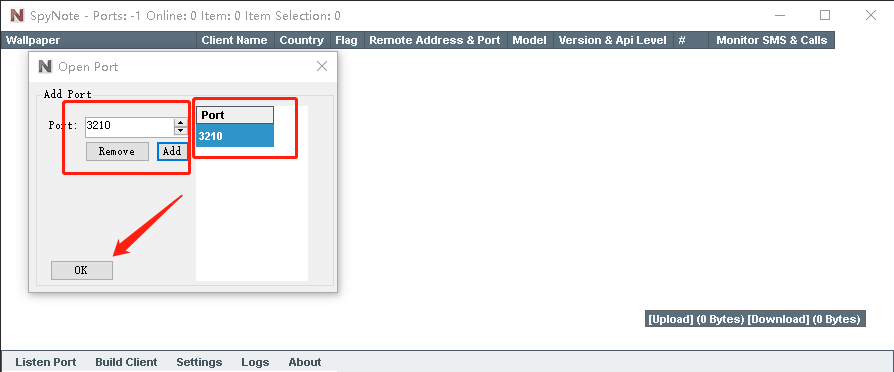 SpyNote - Ports: -1 Online: 0 Item: 0 Item Selection: 0
Wallpaper Client Name Country Flag Remote Address & Port Model Version & Api Level # Monitor SMS & Calls
Open Port
Add Port
Port: 3210
Remove Add
Port
3210
OK
[Upload] (0 Bytes) [Download] (0 Bytes)
Listen Port Build Client Settings Logs About